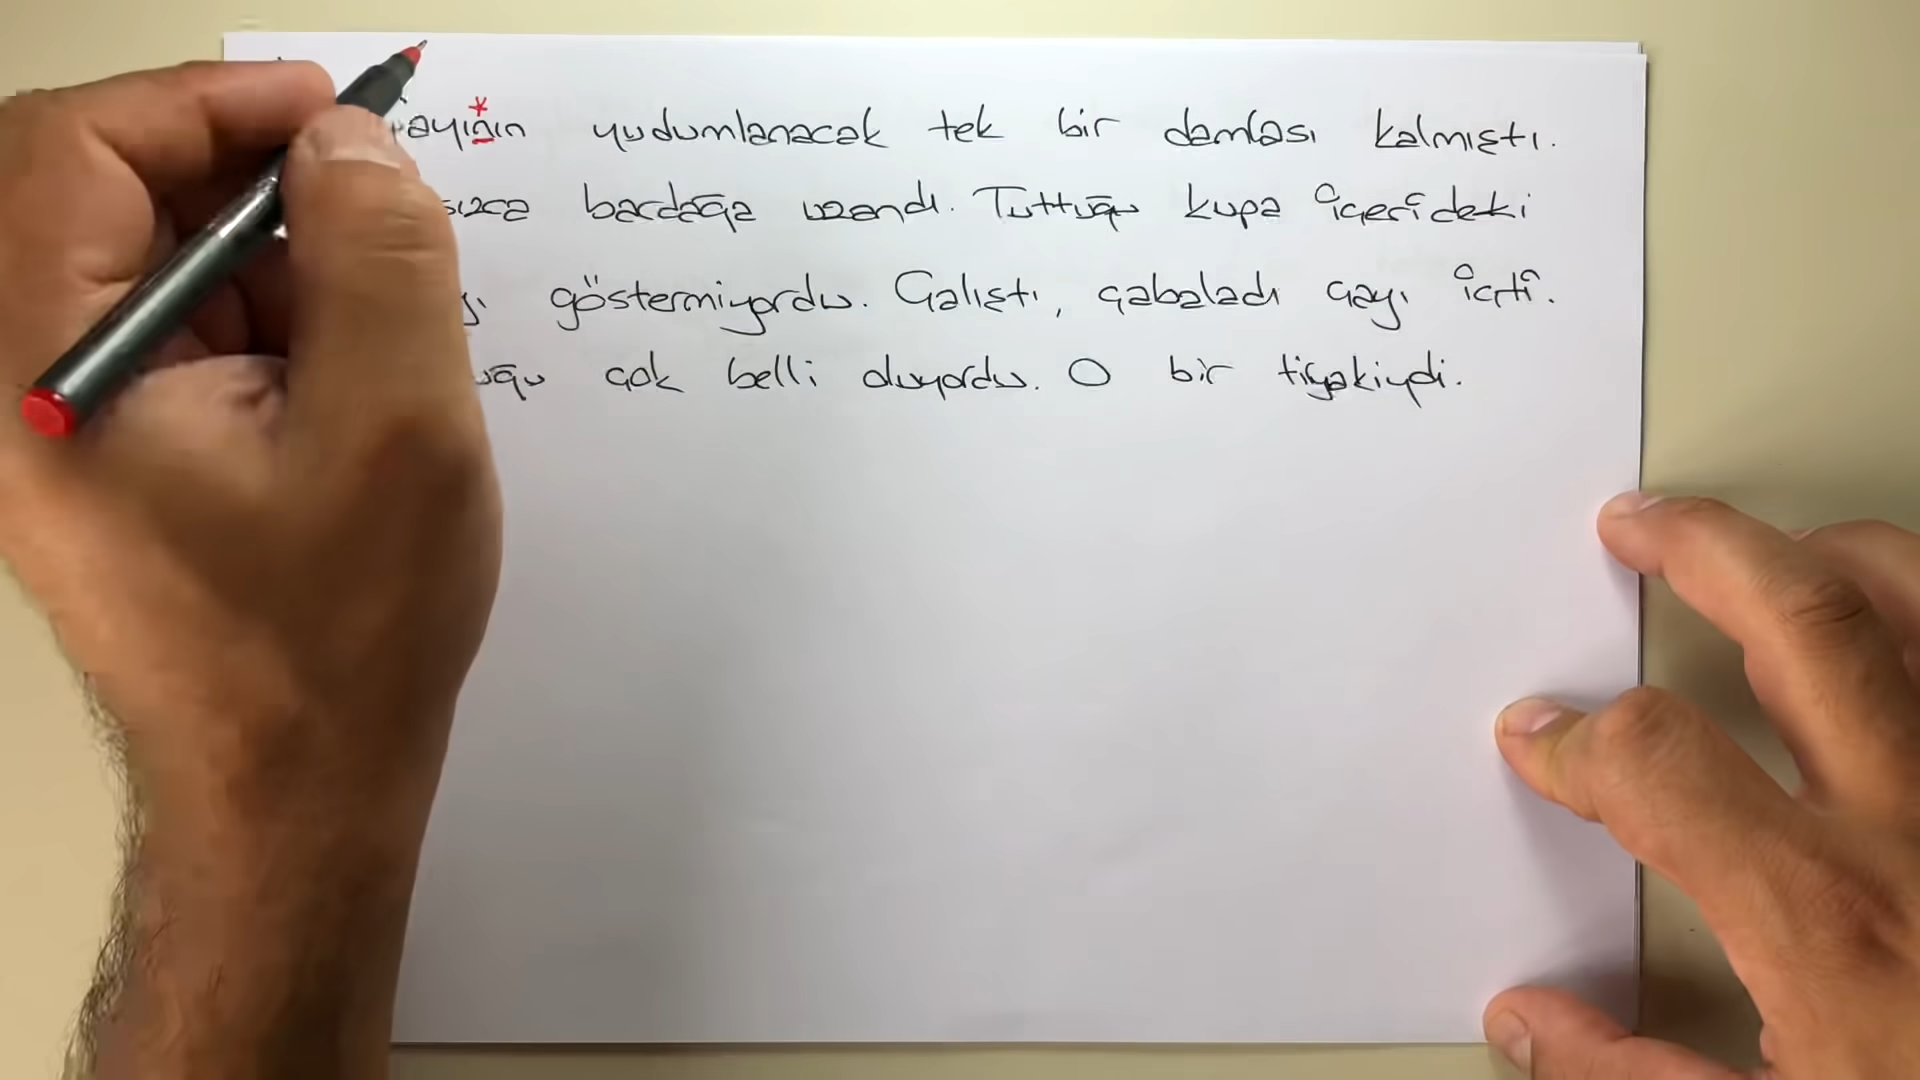 yudumlanacak tek bir damlası kalmıştı.
bardağa uzandı. Tuttuğu kupa içerideki
göstermiyordu. Çalıştı, çabaladı çayı içti.
çok belli oluyordu. O bir tiryakiydi.